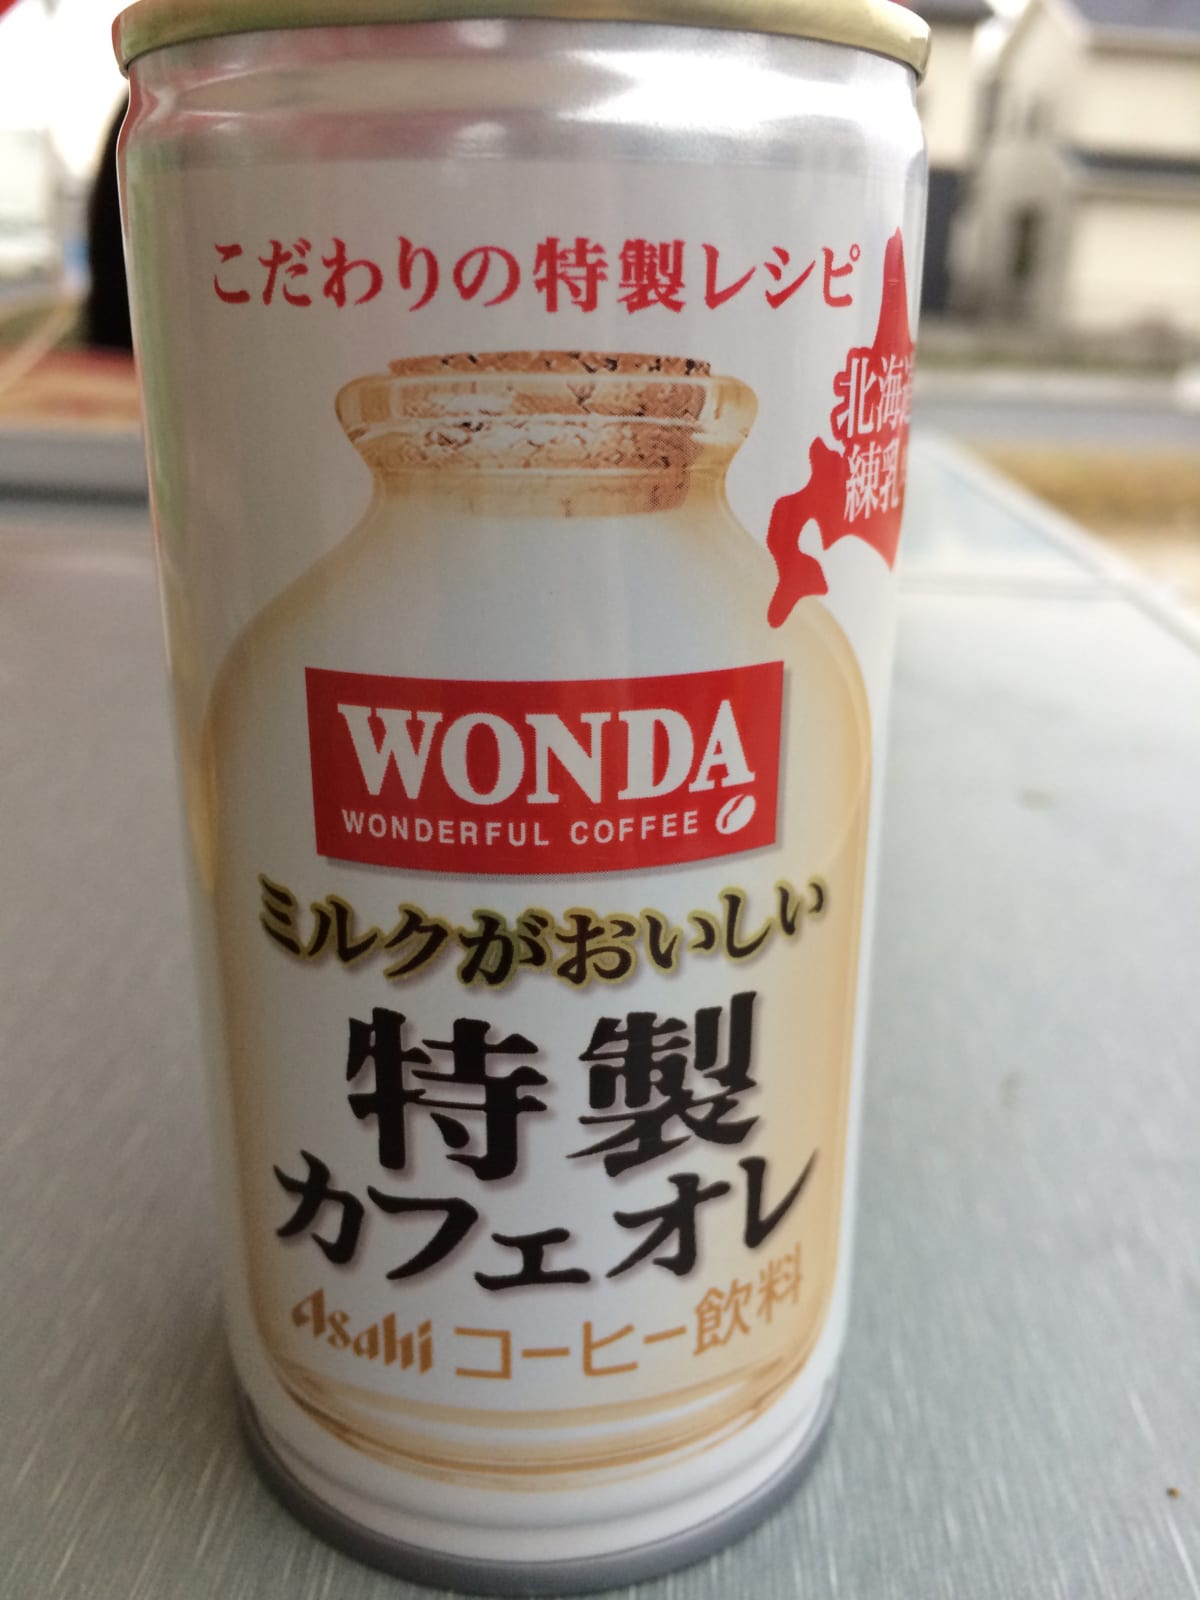 こだわりの特製レシピ
北海道
練乳
WONDA
WONDERFUL COFFEE
ミルクがおいしい
特製
カフェオレ
Asahi コーヒー飲料